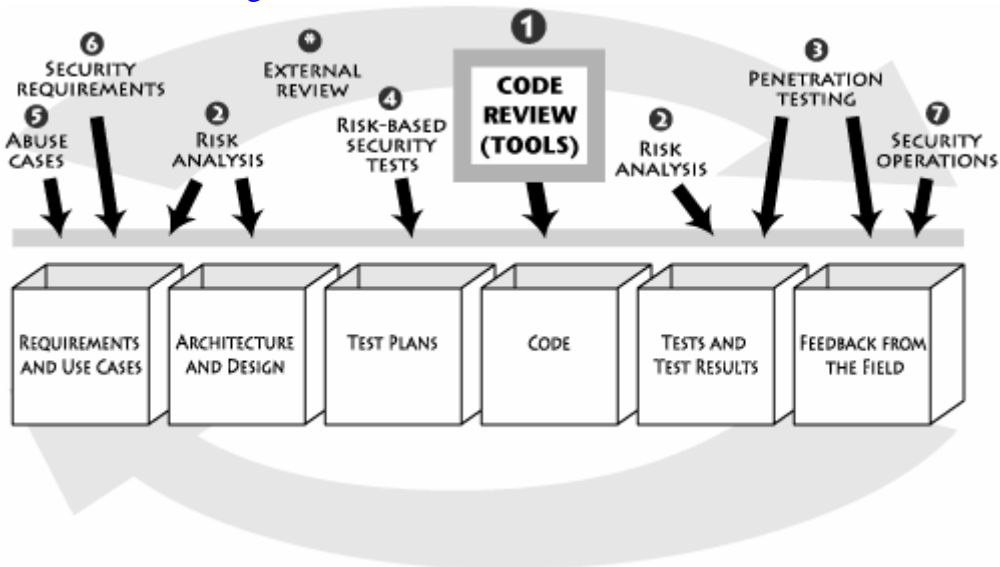 6
SECURITY
REQUIREMENTS
5
ABUSE
CASES
2
RISK
ANALYSIS
*
EXTERNAL
REVIEW
4
RISK-BASED
SECURITY
TESTS
1
CODE
REVIEW
(TOOLS)
2
RISK
ANALYSIS
3
PENETRATION
TESTING
7
SECURITY
OPERATIONS
REQUIREMENTS
AND USE CASES
ARCHITECTURE
AND DESIGN
TEST PLANS
CODE
TESTS AND
TEST RESULTS
FEEDBACK FROM
THE FIELD